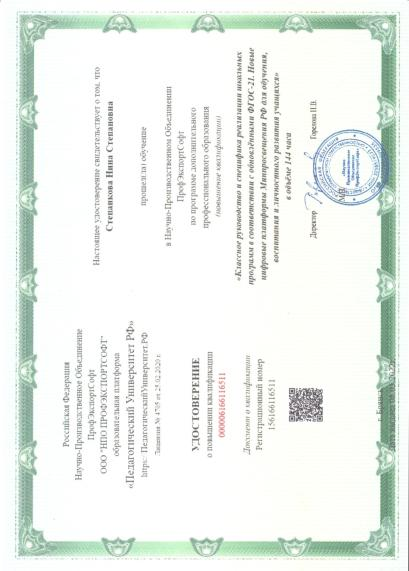 Российская Федерация
Научно-Производственное Объединение
ПрофЭкспортСофт
ООО "НПО ПРОФЭКСПОРТСОФТ"
образовательная платформа
«Педагогический Университет РФ»
https: ПедагогическийУниверситет.РФ
Лицензия № 4705 от 25.02.2020 г.
УДОСТОВЕРЕНИЕ
о повышении квалификации
000006166116511
Документ о квалификации
Регистрационный номер
156166116511
Настоящее удостоверение свидетельствует о том, что
Степанкова Нина Степановна
прошел(ла) обучение
в Научно-Производственном Объединении
ПрофЭкспортСофт
по программе дополнительного
профессионального образования
(повышение квалификации)
«Классное руководство и специфика реализации школьных
программ в соответствии с обновлёнными ФГОС-21. Новые
цифровые платформы Минпросвещения РФ для обучения,
воспитания и личностного развития учащихся»
в объёме 144 часа
Директор
Горелова И.В.